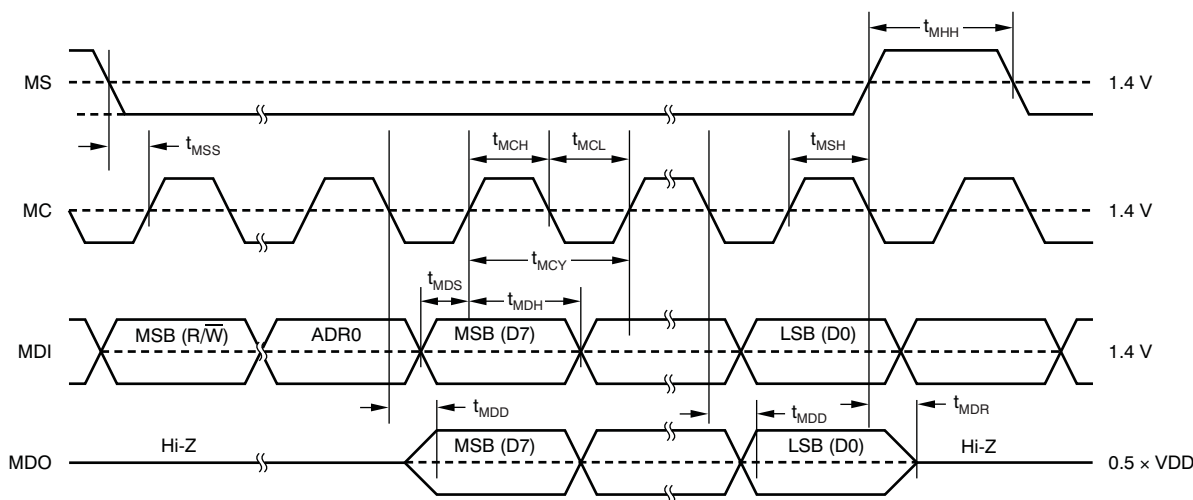 tMHH
MS
1.4 V
tMSS
tMCH
tMCL
tMSH
MC
1.4 V
tMCY
tMDS
tMDH
MDI
MSB (R/W̅)
ADR0
MSB (D7)
LSB (D0)
1.4 V
tMDD
tMDD
tMDR
MDO
Hi-Z
MSB (D7)
LSB (D0)
Hi-Z
0.5 × VDD